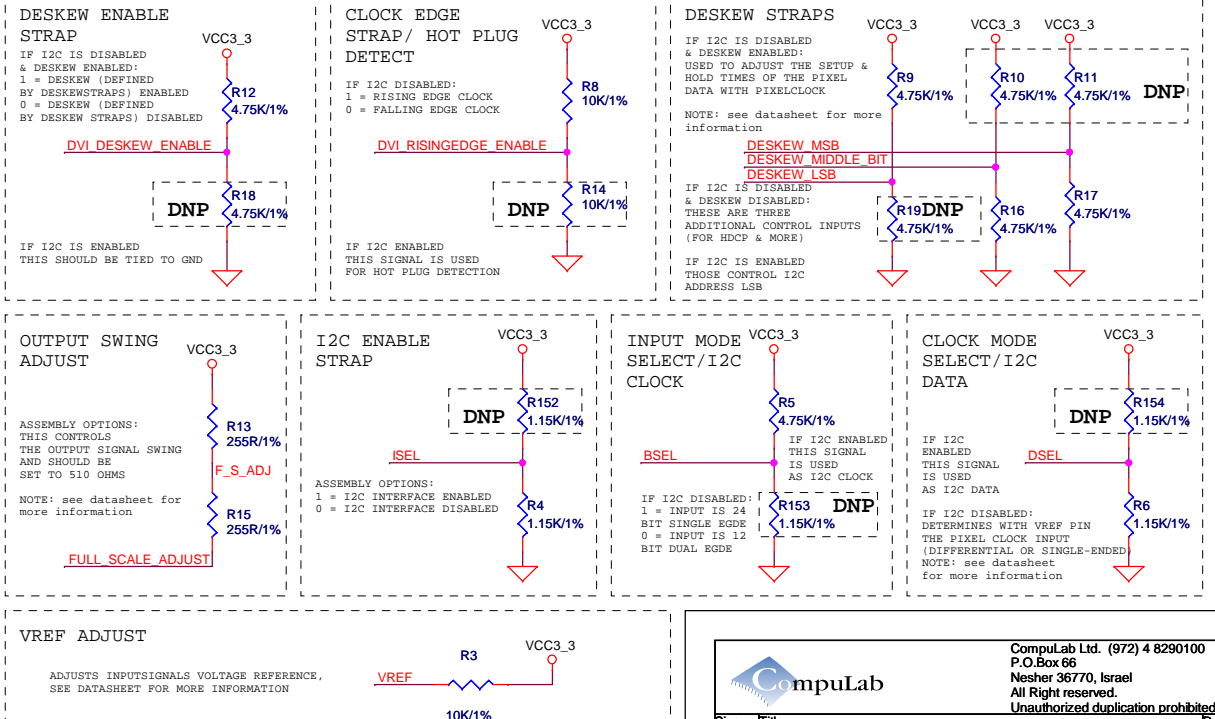 DESKEW ENABLE
STRAP
IF I2C IS DISABLED
& DESKEW ENABLED:
1 = DESKEW (DEFINED
BY DESKEWSTRAPS) ENABLED
0 = DESKEW (DEFINED
BY DESKEW STRAPS) DISABLED
VCC3_3
R12
4.75K/1%
DVI_DESKEW_ENABLE
DNP
R18
4.75K/1%
IF I2C IS ENABLED
THIS SHOULD BE TIED TO GND
CLOCK EDGE
STRAP/ HOT PLUG
DETECT
IF I2C DISABLED:
1 = RISING EDGE CLOCK
0 = FALLING EDGE CLOCK
VCC3_3
R8
10K/1%
DVI_RISINGEDGE_ENABLE
DNP
R14
10K/1%
IF I2C ENABLED
THIS SIGNAL IS USED
FOR HOT PLUG DETECTION
DESKEW STRAPS
IF I2C IS DISABLED
& DESKEW ENABLED:
USED TO ADJUST THE SETUP &
HOLD TIMES OF THE PIXEL
DATA WITH PIXELCLOCK
NOTE: see datasheet for more
information
VCC3_3
VCC3_3
VCC3_3
R9
4.75K/1%
R10
4.75K/1%
R11
4.75K/1%
DNP
DESKEW_MSB
DESKEW_MIDDLE_BIT
DESKEW_LSB
IF I2C IS DISABLED
& DESKEW DISABLED:
THESE ARE THREE
ADDITIONAL CONTROL INPUTS
(FOR HDCP & MORE)
IF I2C IS ENABLED
THOSE CONTROL I2C
ADDRESS LSB
R19
DNP
4.75K/1%
R16
4.75K/1%
R17
4.75K/1%
OUTPUT SWING
ADJUST
VCC3_3
ASSEMBLY OPTIONS:
THIS CONTROLS
THE OUTPUT SIGNAL SWING
AND SHOULD BE
SET TO 510 OHMS
NOTE: see datasheet for
more information
R13
255R/1%
F_S_ADJ
R15
255R/1%
FULL_SCALE_ADJUST
I2C ENABLE
STRAP
VCC3_3
DNP
R152
1.15K/1%
ISEL
ASSEMBLY OPTIONS:
1 = I2C INTERFACE ENABLED
0 = I2C INTERFACE DISABLED
R4
1.15K/1%
INPUT MODE
SELECT/I2C
CLOCK
VCC3_3
R5
4.75K/1%
IF I2C ENABLED
THIS SIGNAL
IS USED
AS I2C CLOCK
BSEL
IF I2C DISABLED:
1 = INPUT IS 24
BIT SINGLE EGDE
0 = INPUT IS 12
BIT DUAL EGDE
R153
DNP
1.15K/1%
CLOCK MODE
SELECT/I2C
DATA
VCC3_3
DNP
R154
1.15K/1%
IF I2C
ENABLED
THIS SIGNAL
IS USED
AS I2C DATA
DSEL
IF I2C DISABLED:
DETERMINES WITH VREF PIN
THE PIXEL CLOCK INPUT
(DIFFERENTIAL OR SINGLE-ENDED)
NOTE: see datasheet
for more information
R6
1.15K/1%
VREF ADJUST
ADJUSTS INPUTSIGNALS VOLTAGE REFERENCE,
SEE DATASHEET FOR MORE INFORMATION
VREF
R3
10K/1%
VCC3_3
CompuLab
CompuLab Ltd. (972) 4 8290100
P.O.Box 66
Nesher 36770, Israel
All Right reserved.
Unauthorized duplication prohibited